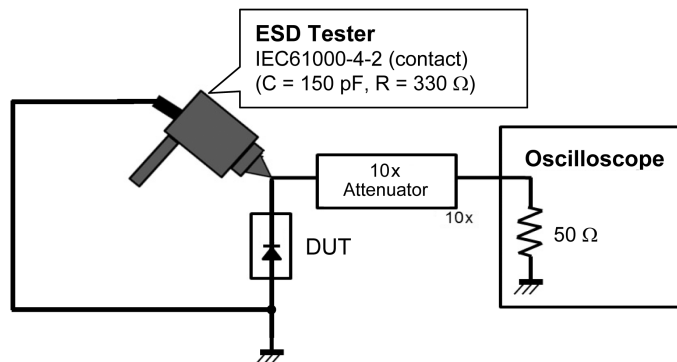 ESD Tester
IEC61000-4-2 (contact)
(C = 150 pF, R = 330 Ω)
10x
Attenuator
10x
Oscilloscope
50 Ω
DUT